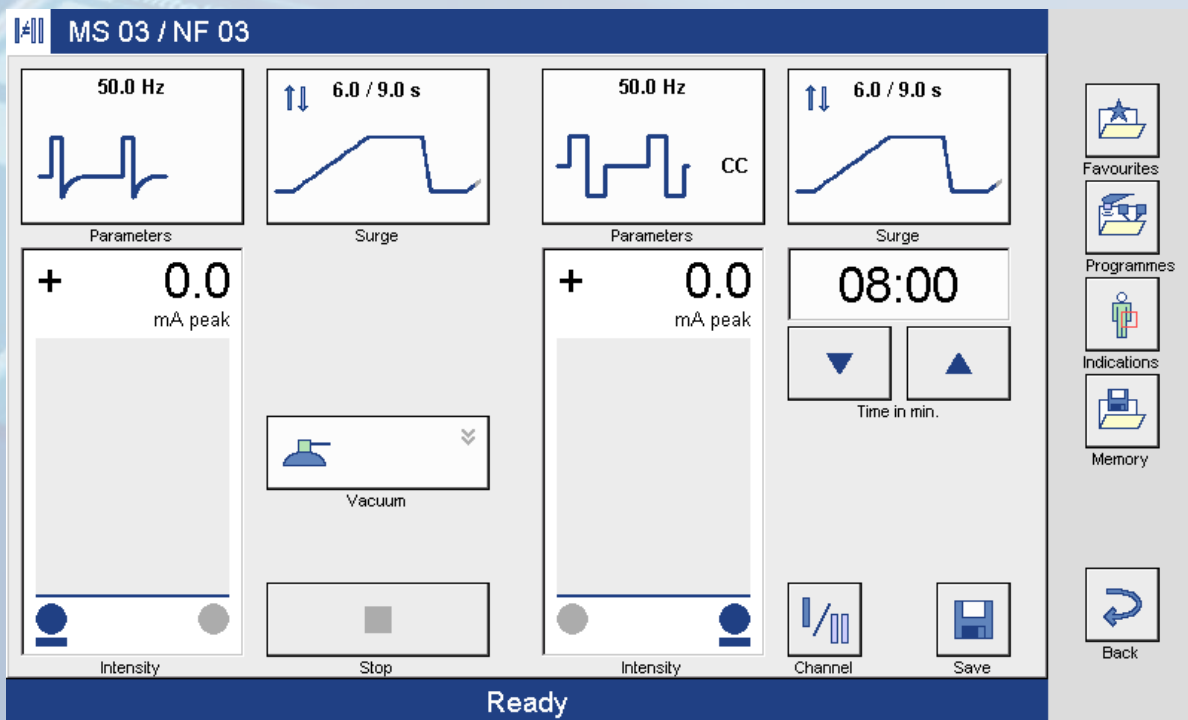 MS 03 / NF 03
50.0 Hz
Parameters
6.0 / 9.0 s
Surge
50.0 Hz
CC
Parameters
6.0 / 9.0 s
Surge
+ 0.0
mA peak
Intensity
Vacuum
Stop
+ 0.0
mA peak
Intensity
08:00
Time in min.
Channel
Save
Favourites
Programmes
Indications
Memory
Back
Ready